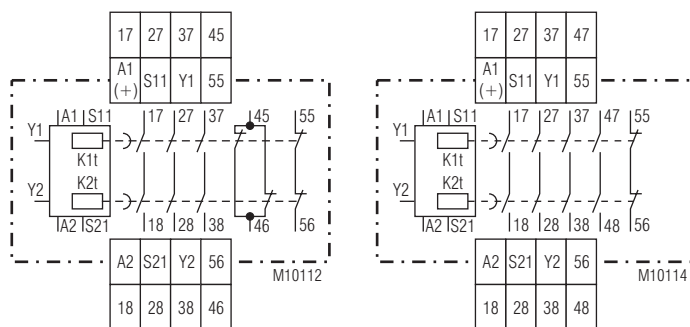 17 27 37 45
A1 (+) S11 Y1 55
A1 S11 17 27 37 45 55
Y1
K1t
Y2 K2t
A2 S21 18 28 38 46 56
A2 S21 Y2 56
M10112
18 28 38 46
17 27 37 47
A1 (+) S11 Y1 55
A1 S11 17 27 37 47 55
Y1
K1t
Y2 K2t
A2 S21 18 28 38 48 56
A2 S21 Y2 56
M10114
18 28 38 48